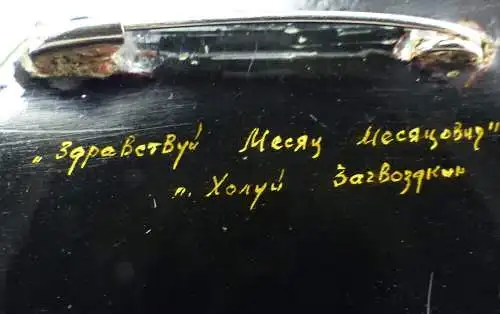 „Здравствуй Месяц Месяцович"
п. Холуй Загвоздкин